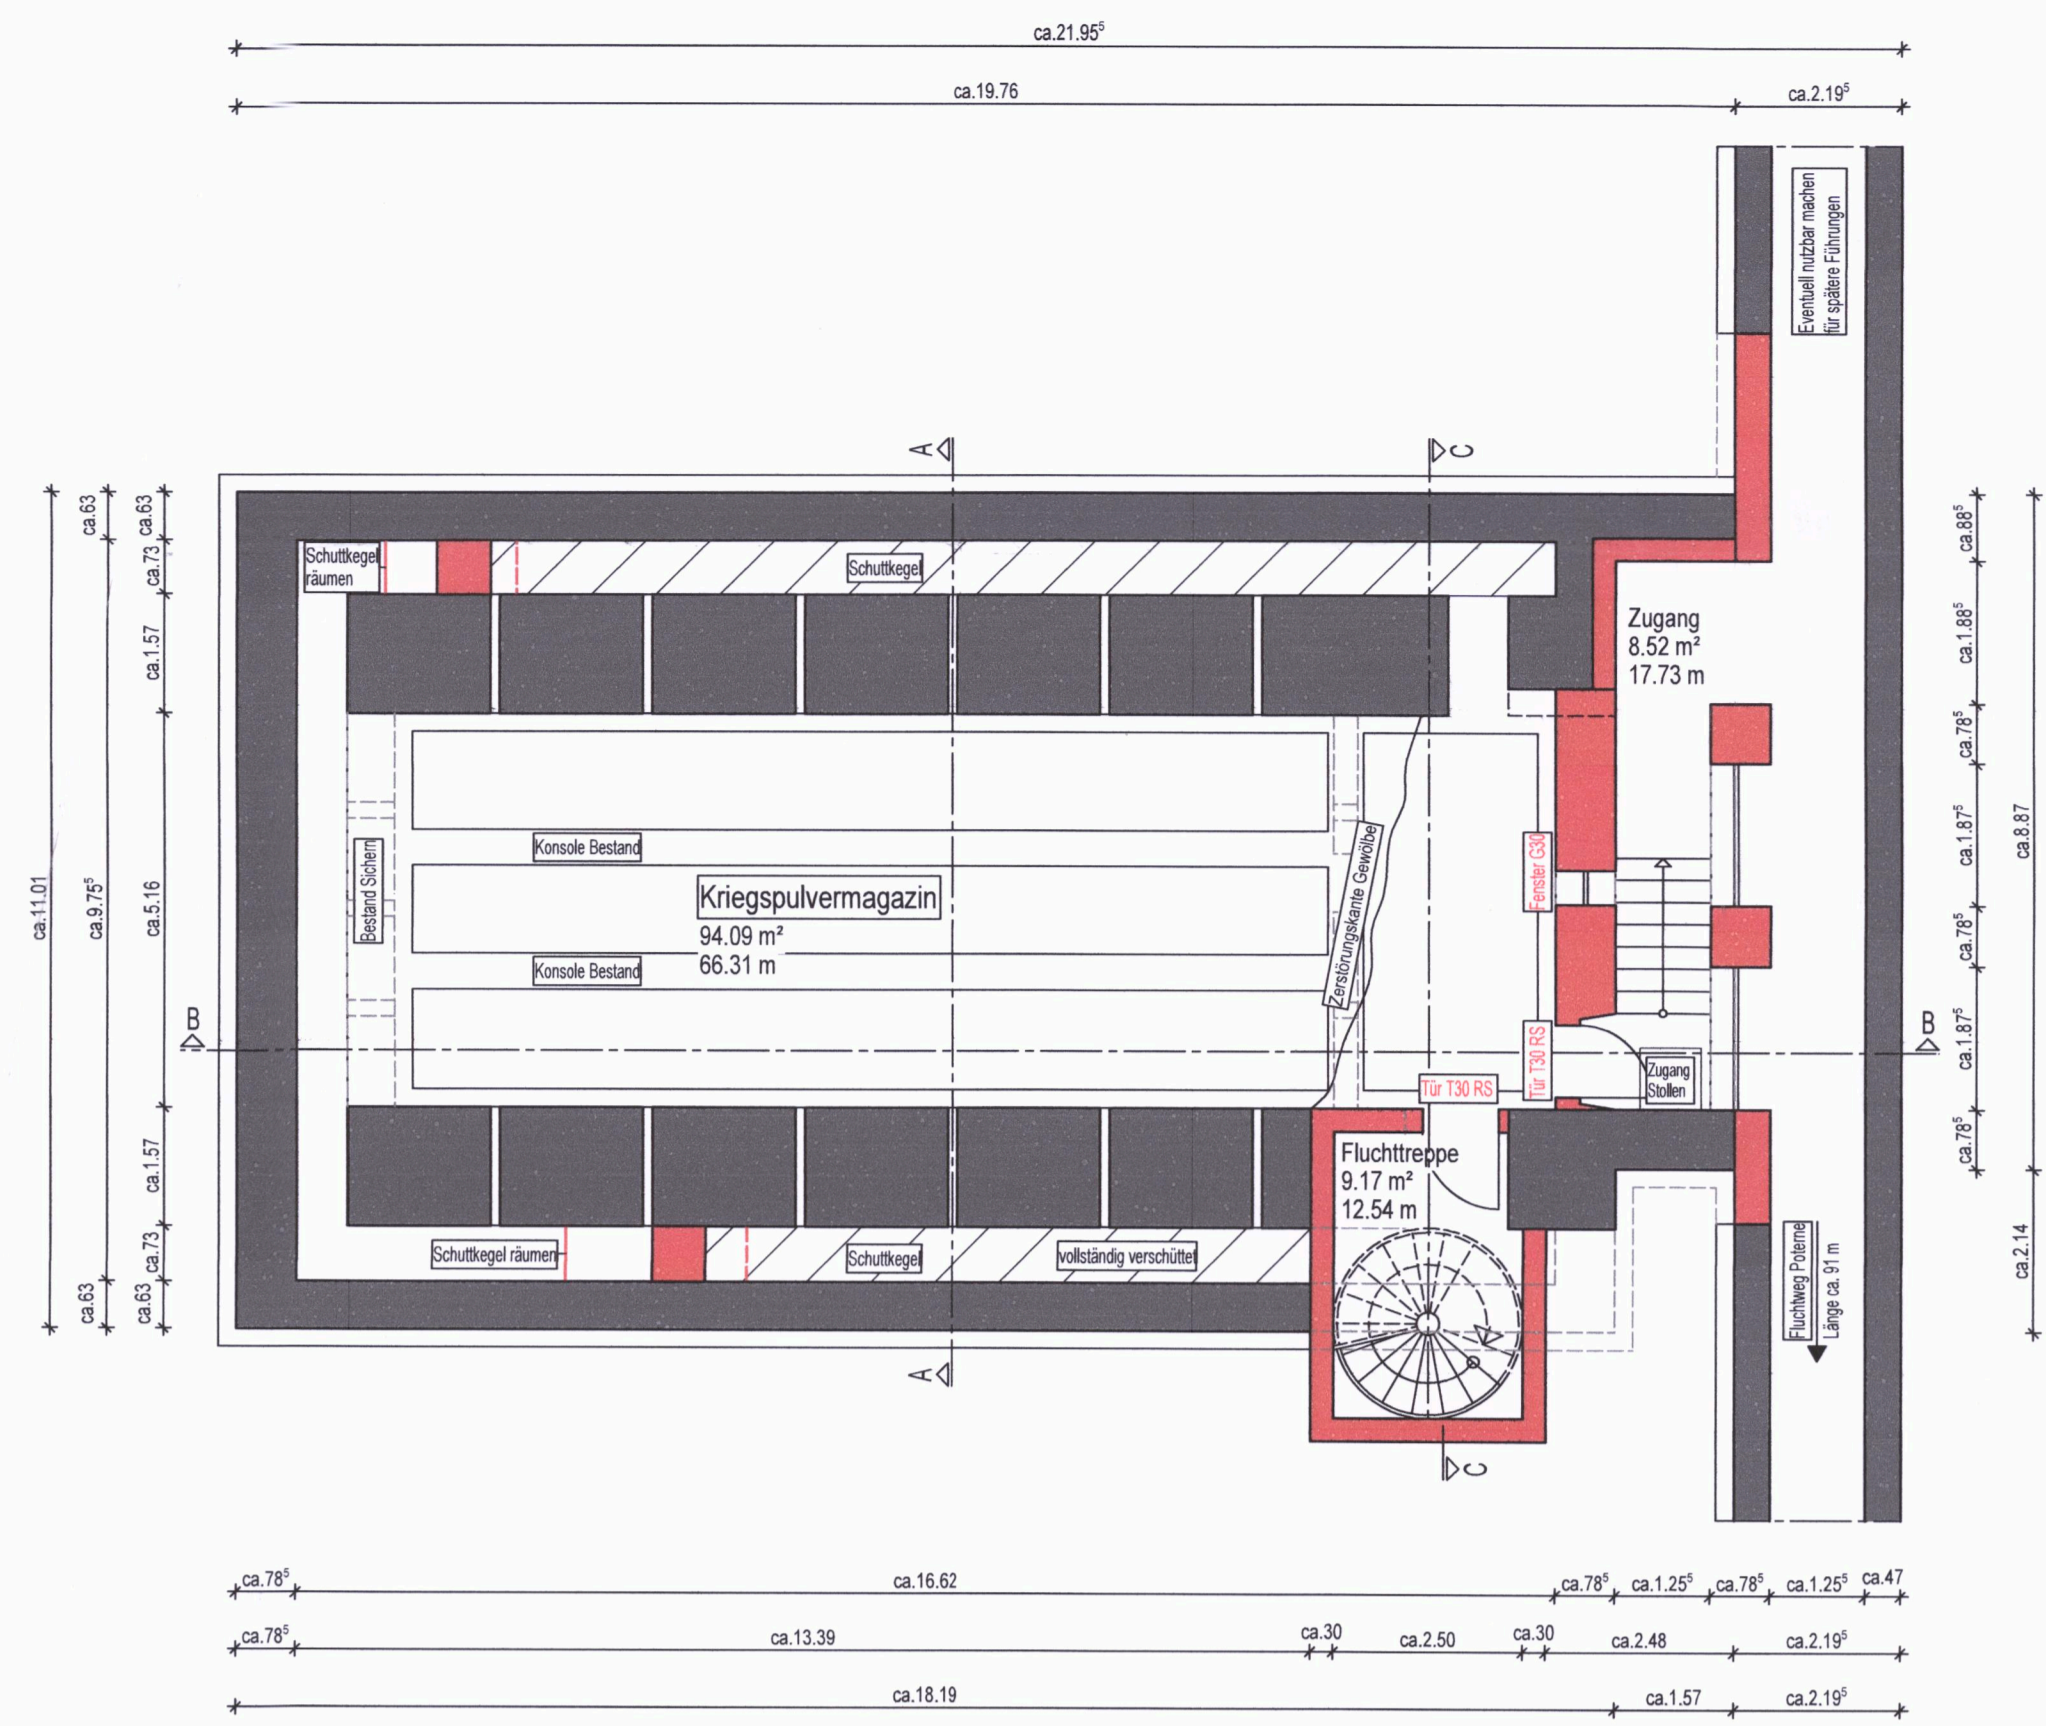 ca.21.95⁵
ca.19.76
ca.2.19⁵
Eventuell nutzbar machen
für spätere Führungen
A
C
ca.11.01
ca.63
ca.9.75⁵
ca.63
ca.63
ca.73
ca.1.57
ca.5.16
ca.1.57
ca.73
ca.63
Schuttkegel
räumen
Schuttkegel
Zugang
8.52 m²
17.73 m
Konsole Bestand
Bestand Sichern
Kriegspulvermagazin
94.09 m²
66.31 m
Konsole Bestand
Zerstörungskante Gewölbe
Fenster G30
Tür T30 RS
Tür T30 RS
Zugang
Stollen
B
B
Fluchttreppe
9.17 m²
12.54 m
Schuttkegel räumen
Schuttkegel
vollständig verschüttet
Fluchtweg Poterne
Länge ca. 91 m
A
C
ca.88⁵
ca.1.88⁵
ca.78⁵
ca.1.87⁵
ca.78⁵
ca.1.87⁵
ca.78⁵
ca.8.87
ca.2.14
ca.78⁵
ca.16.62
ca.78⁵
ca.1.25⁵
ca.78⁵
ca.1.25⁵
ca.47
ca.78⁵
ca.13.39
ca.30
ca.2.50
ca.30
ca.2.48
ca.2.19⁵
ca.18.19
ca.1.57
ca.2.19⁵